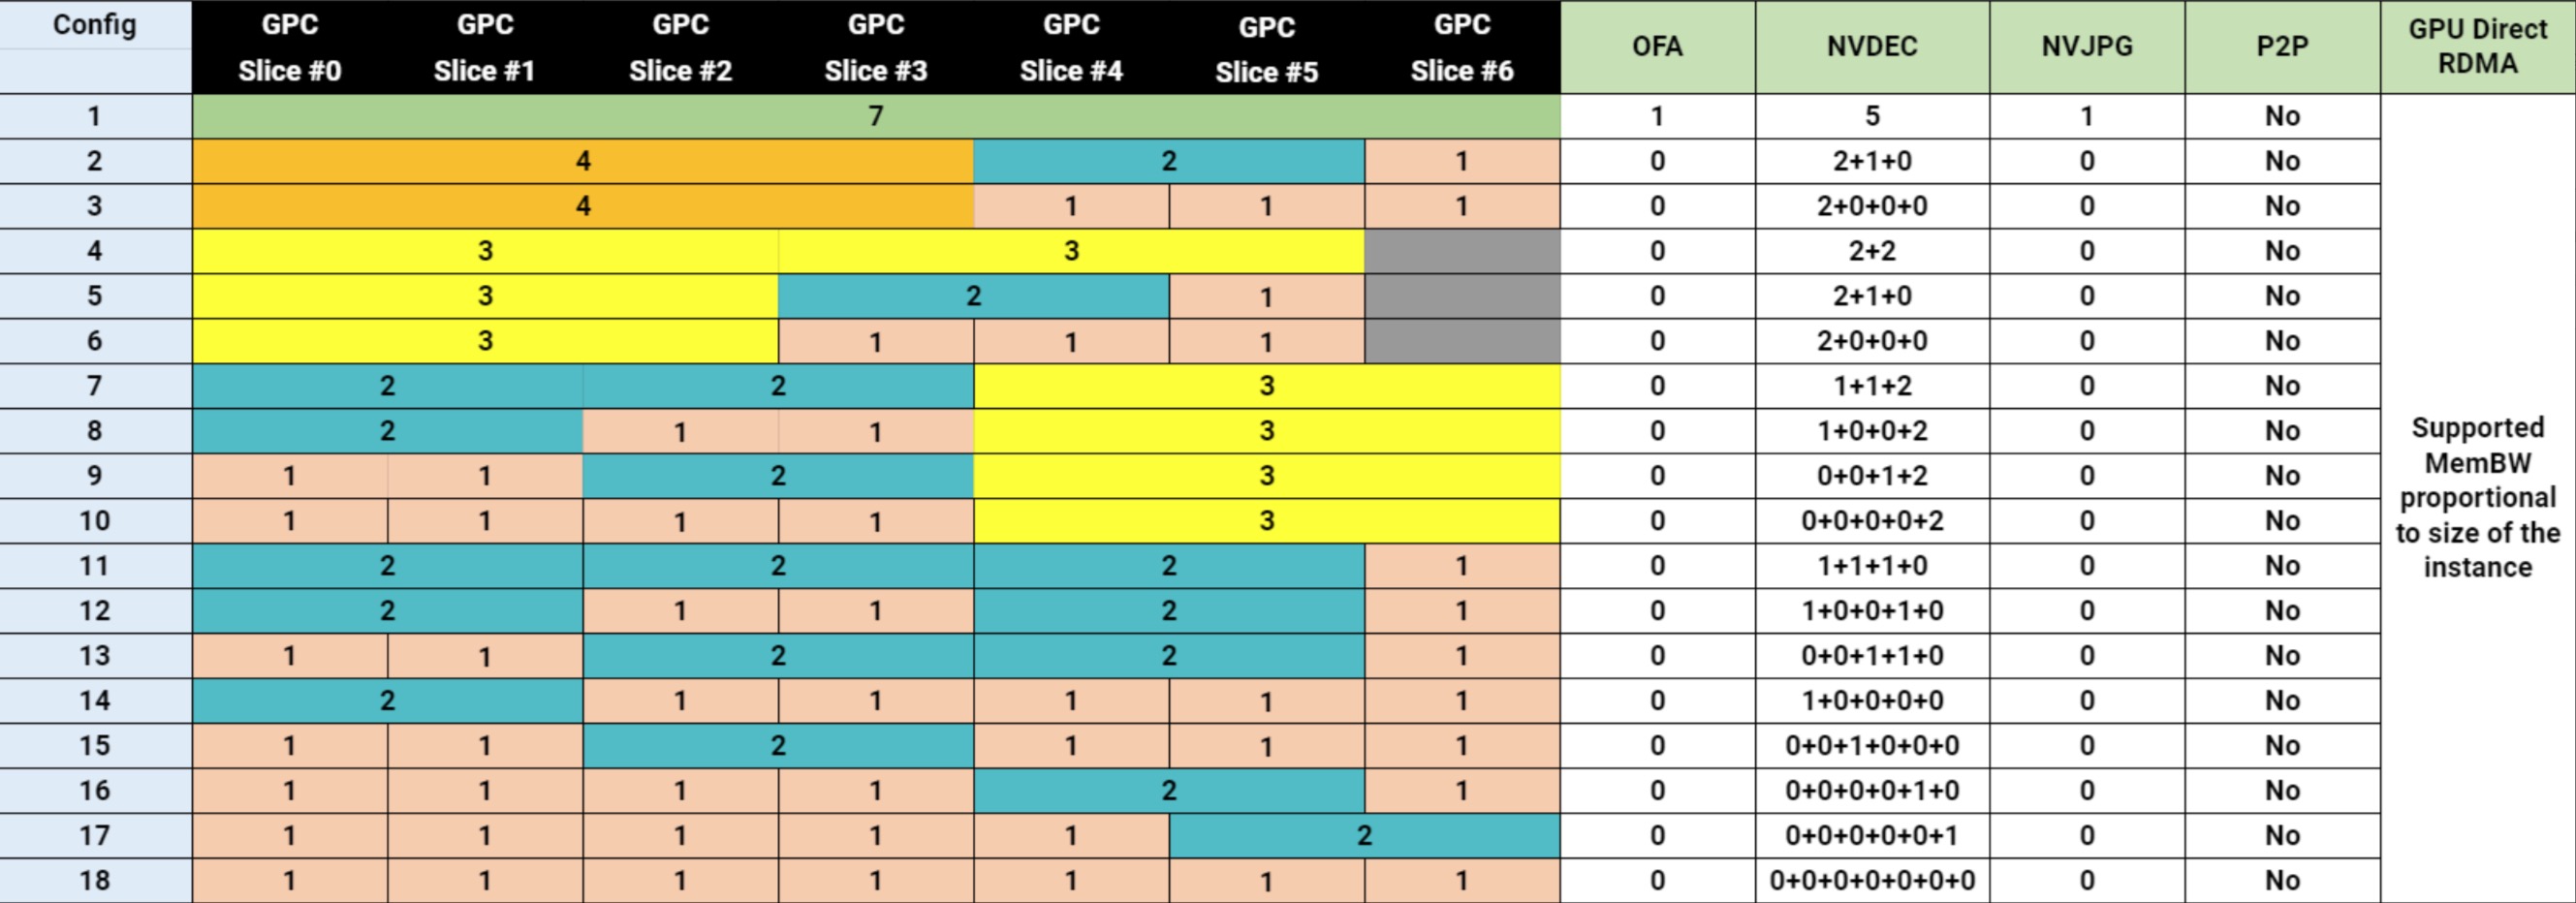 Config GPC GPC GPC GPC GPC GPC GPC OFA NVDEC NVJPG P2P GPU Direct
Slice #0 Slice #1 Slice #2 Slice #3 Slice #4 Slice #5 Slice #6 RDMA
1 7 1 5 1 No
2 4 2 1 0 2+1+0 0 No
3 4 1 1 1 0 2+0+0+0 0 No
4 3 3 0 2+2 0 No
5 3 2 1 0 2+1+0 0 No
6 3 1 1 1 0 2+0+0+0 0 No
7 2 2 3 0 1+1+2 0 No
8 2 1 1 3 0 1+0+0+2 0 No
9 1 1 2 3 0 0+0+1+2 0 No
10 1 1 1 1 3 0 0+0+0+0+2 0 No
11 2 2 2 1 0 1+1+1+0 0 No
12 2 1 1 2 1 0 1+0+0+1+0 0 No
13 1 1 2 2 1 0 0+0+1+1+0 0 No
14 2 1 1 1 1 1 0 1+0+0+0+0 0 No
15 1 1 2 1 1 1 0 0+0+1+0+0+0 0 No
16 1 1 1 1 2 1 0 0+0+0+0+1+0 0 No
17 1 1 1 1 1 2 0 0+0+0+0+0+1 0 No
18 1 1 1 1 1 1 1 0 0+0+0+0+0+0+0 0 No
Supported
MemBW
proportional
to size of the
instance